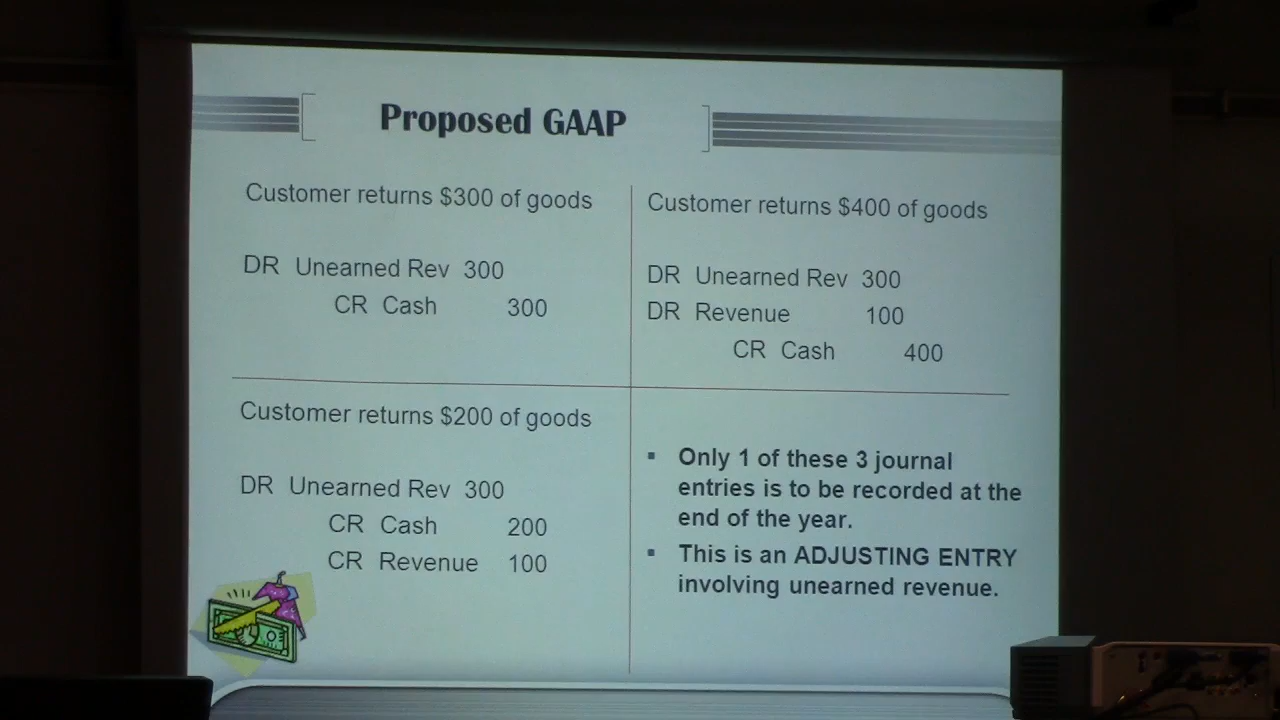 Proposed GAAP
Customer returns $300 of goods
DR Unearned Rev 300
CR Cash 300
Customer returns $400 of goods
DR Unearned Rev 300
DR Revenue 100
CR Cash 400
Customer returns $200 of goods
DR Unearned Rev 300
CR Cash 200
CR Revenue 100
▪ Only 1 of these 3 journal
entries is to be recorded at the
end of the year.
▪ This is an ADJUSTING ENTRY
involving unearned revenue.